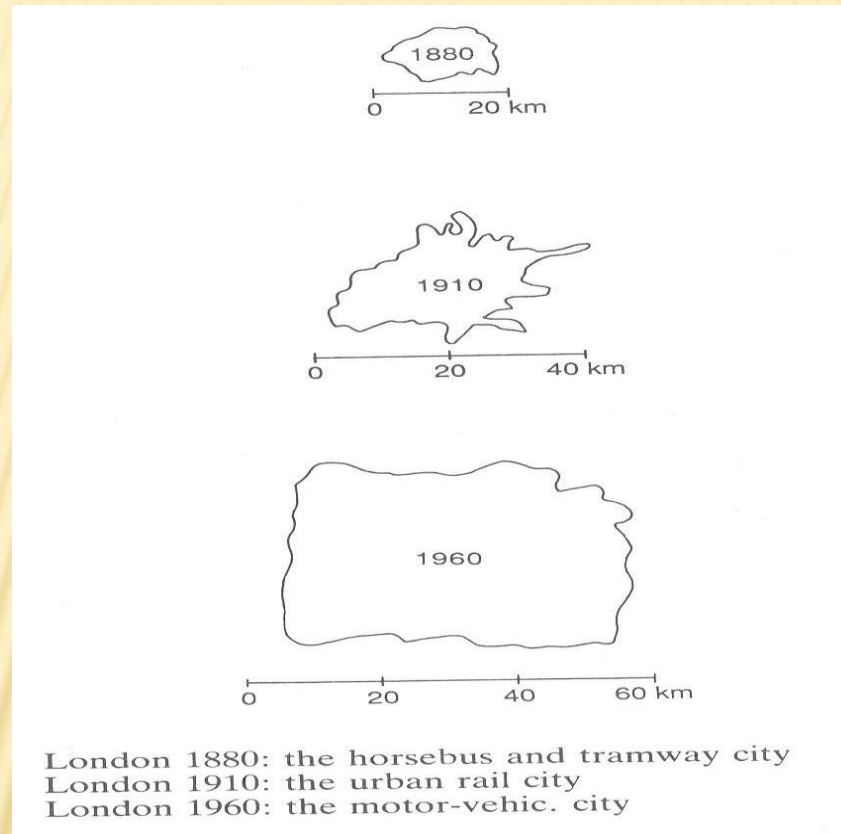 1880
0 20 km
1910
0 20 40 km
1960
0 20 40 60 km
London 1880: the horsebus and tramway city
London 1910: the urban rail city
London 1960: the motor-vehic. city